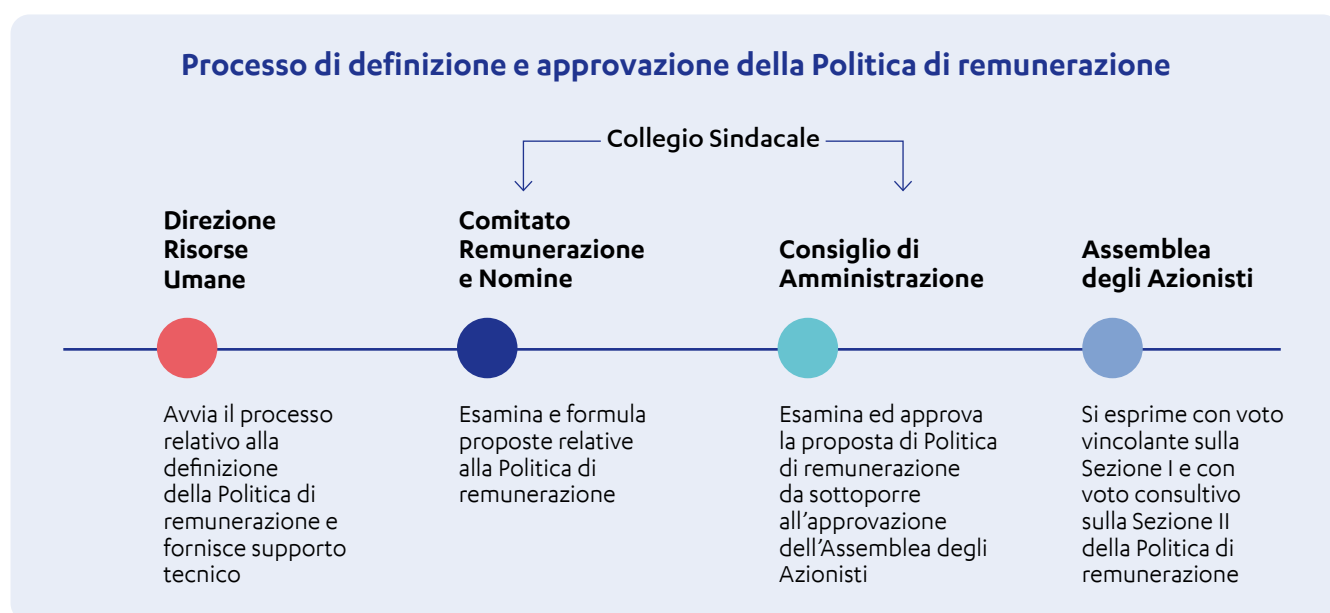 Processo di definizione e approvazione della Politica di remunerazione
Collegio Sindacale
Direzione
Risorse
Umane
Avvia il processo
relativo alla
definizione
della Politica di
remunerazione e
fornisce supporto
tecnico
Comitato
Remunerazione
e Nomine
Esamina e formula
proposte relative
alla Politica di
remunerazione
Consiglio di
Amministrazione
Esamina ed approva
la proposta di Politica
di remunerazione
da sottoporre
all’approvazione
dell’Assemblea degli
Azionisti
Assemblea
degli Azionisti
Si esprime con voto
vincolante sulla
Sezione I e con
voto consultivo
sulla Sezione II
della Politica di
remunerazione